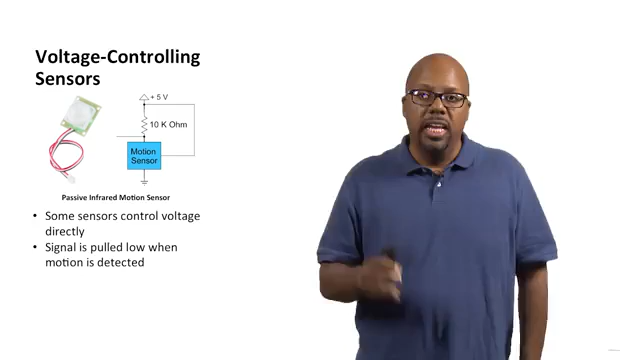 Voltage-Controlling
Sensors
+ 5 V
10 K Ohm
Motion
Sensor
Passive Infrared Motion Sensor
• Some sensors control voltage
directly
• Signal is pulled low when
motion is detected